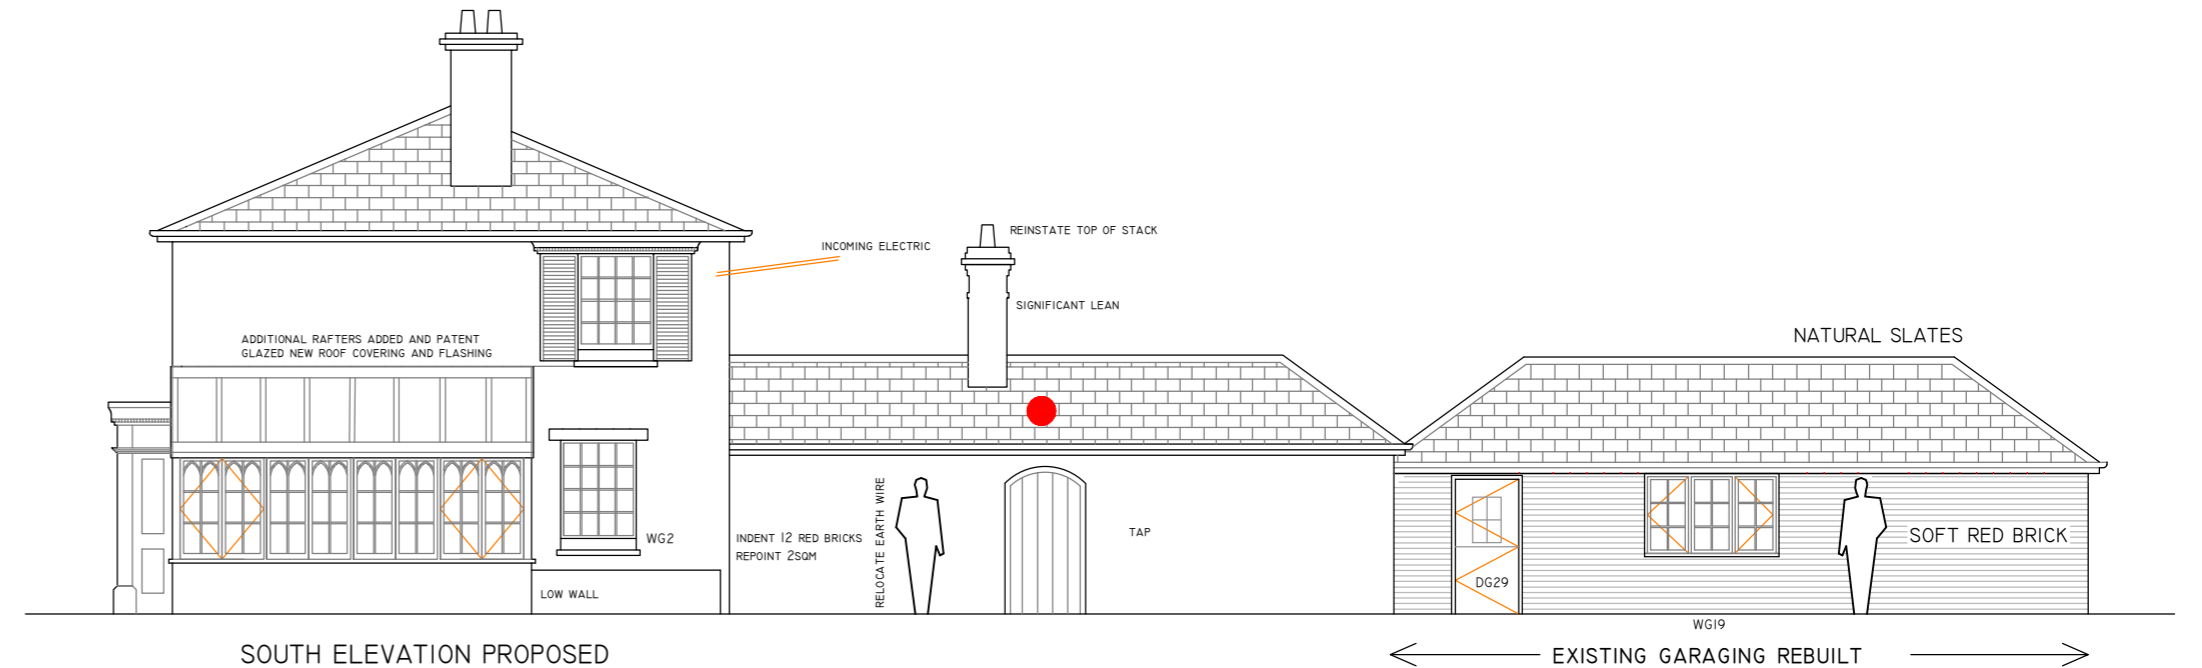 REINSTATE TOP OF STACK
INCOMING ELECTRIC
SIGNIFICANT LEAN
NATURAL SLATES
ADDITIONAL RAFTERS ADDED AND PATENT
GLAZED NEW ROOF COVERING AND FLASHING
WG2
INDENT 12 RED BRICKS
REPOINT 2SQM
RELOCATE EARTH WIRE
TAP
SOFT RED BRICK
DG29
LOW WALL
WG19
SOUTH ELEVATION PROPOSED
EXISTING GARAGING REBUILT